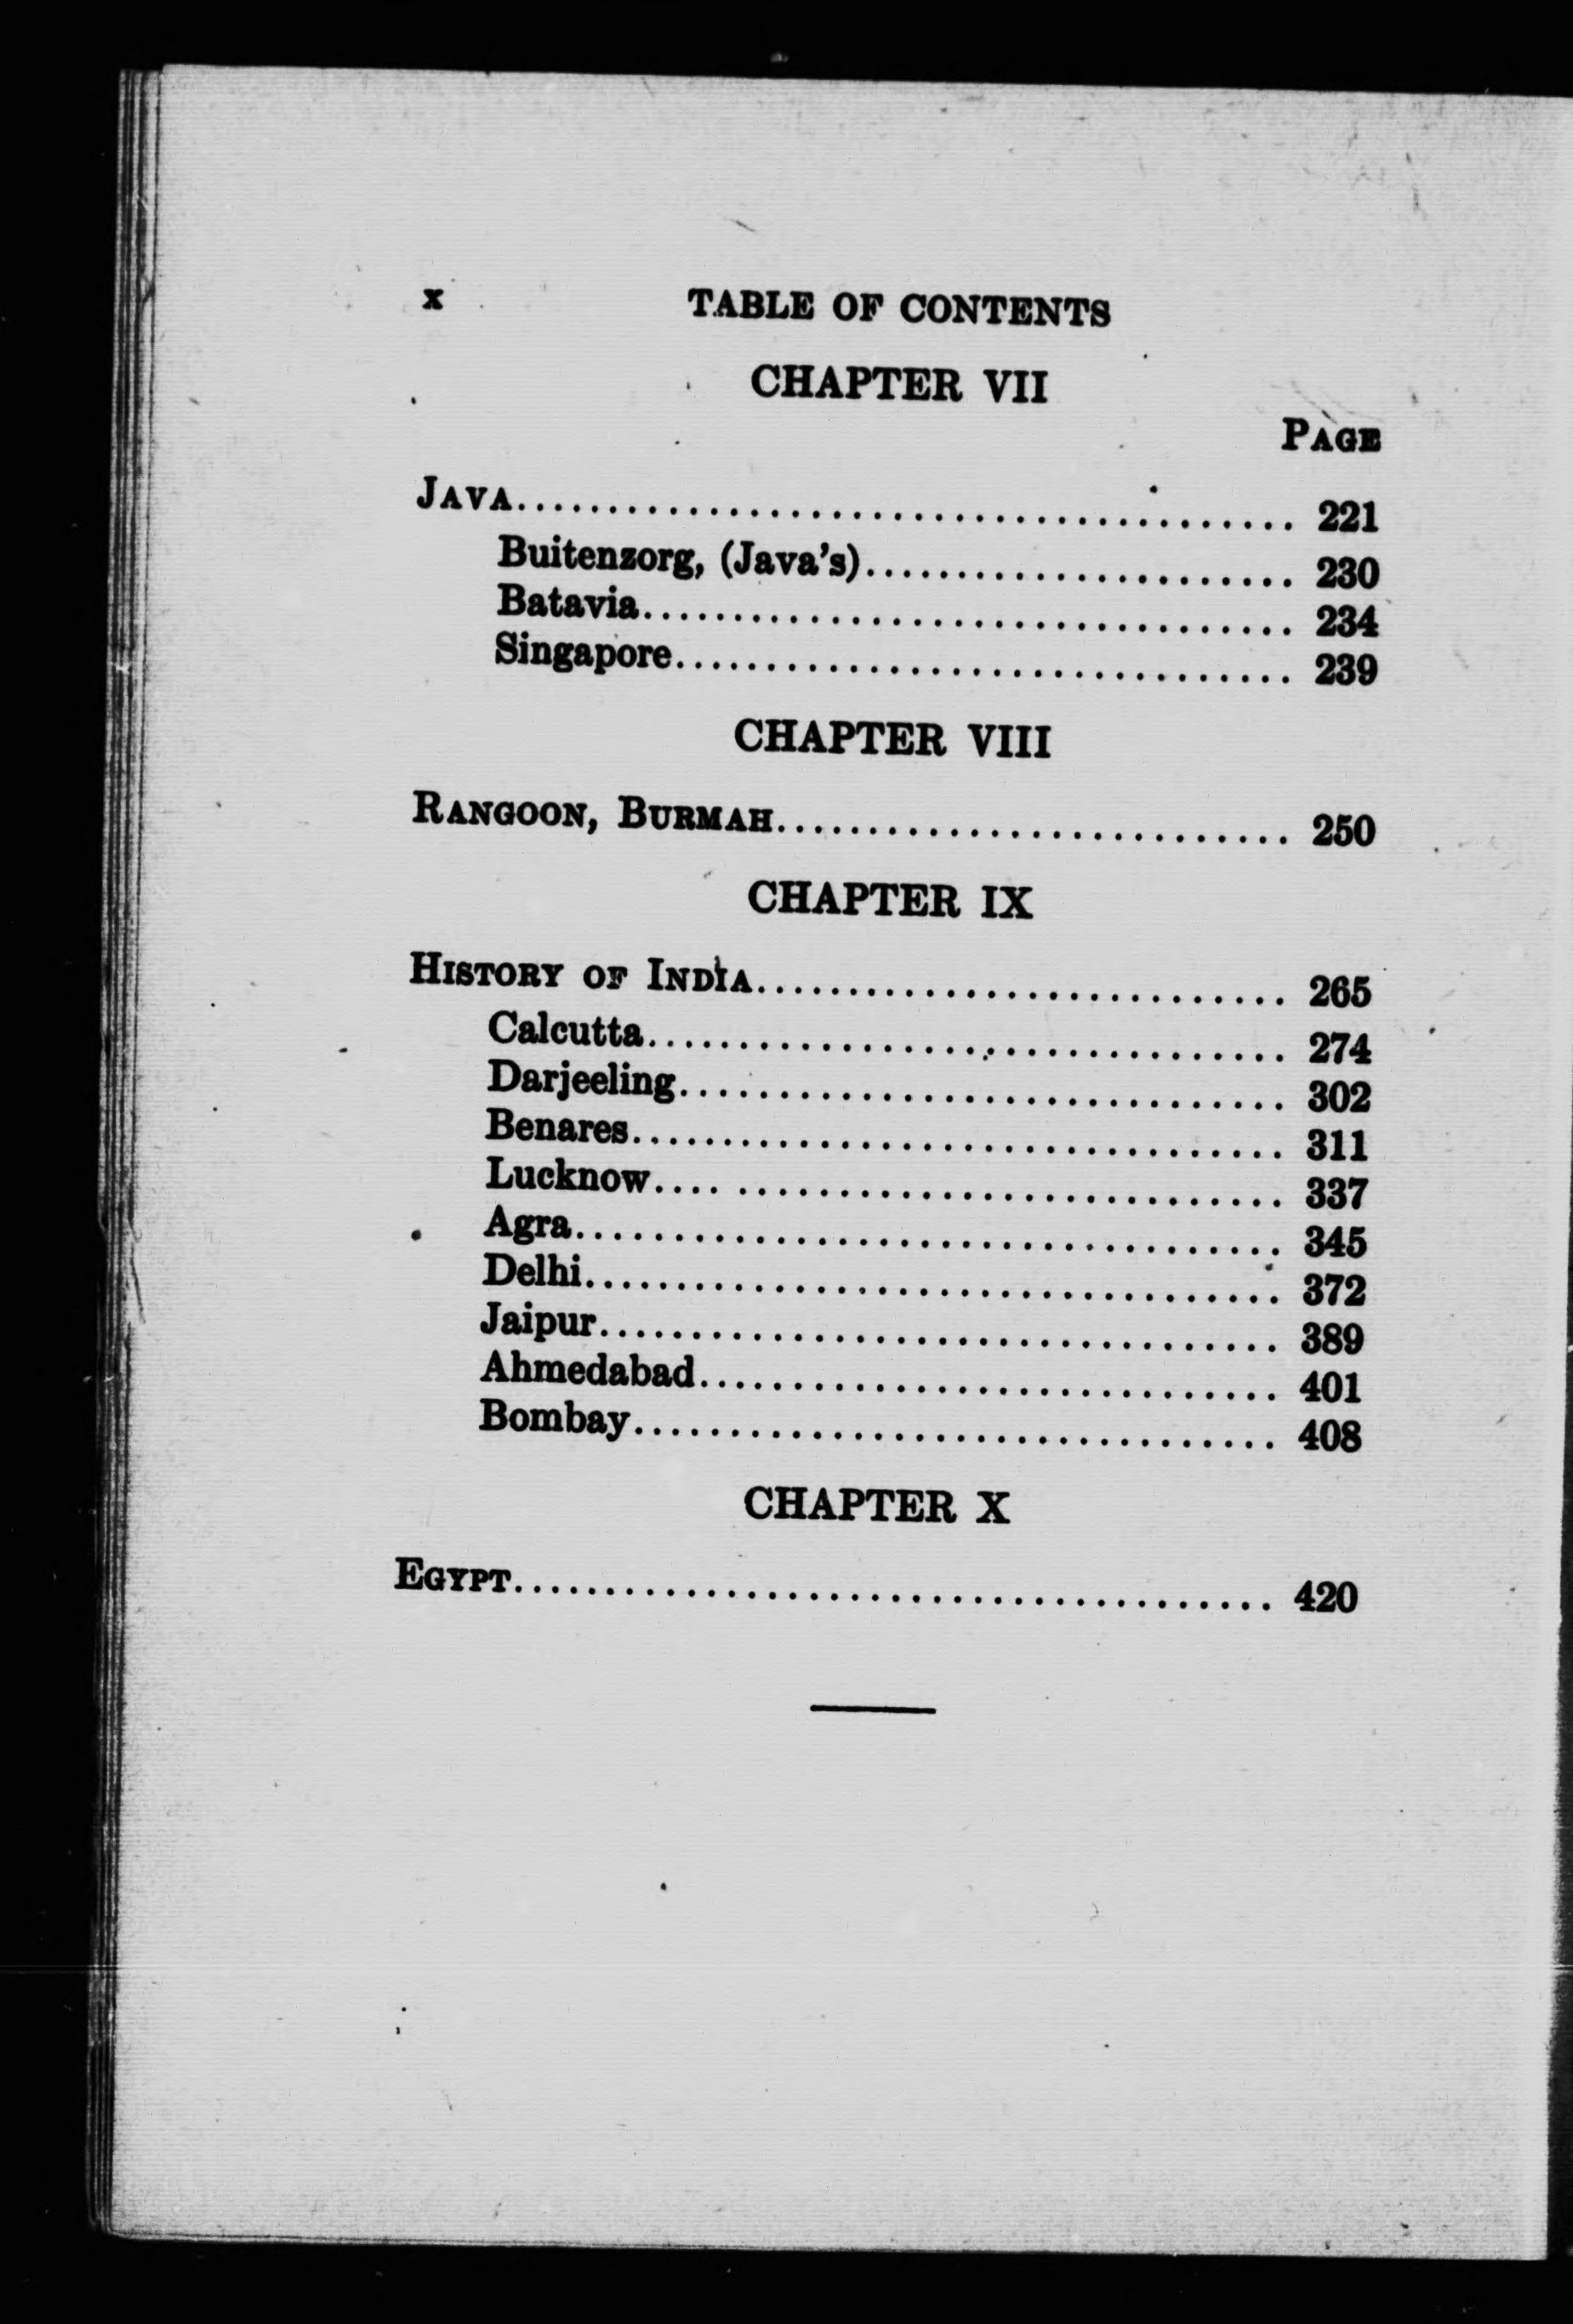 x TABLE OF CONTENTS
CHAPTER VII
PAGE
JAVA........................................ 221
Buitenzorg, (Java's)...................... 230
Batavia.................................. 234
Singapore................................ 239
CHAPTER VIII
RANGOON, BURMAH........................... 250
CHAPTER IX
HISTORY OF INDIA........................... 265
Calcutta................................ 274
Darjeeling............................... 302
Benares................................. 311
Lucknow.... ............................ 337
Agra.................................... 345
Delhi.................................... 372
Jaipur................................... 389
Ahmedabad.............................. 401
Bombay................................. 408
CHAPTER X
EGYPT....................................... 420